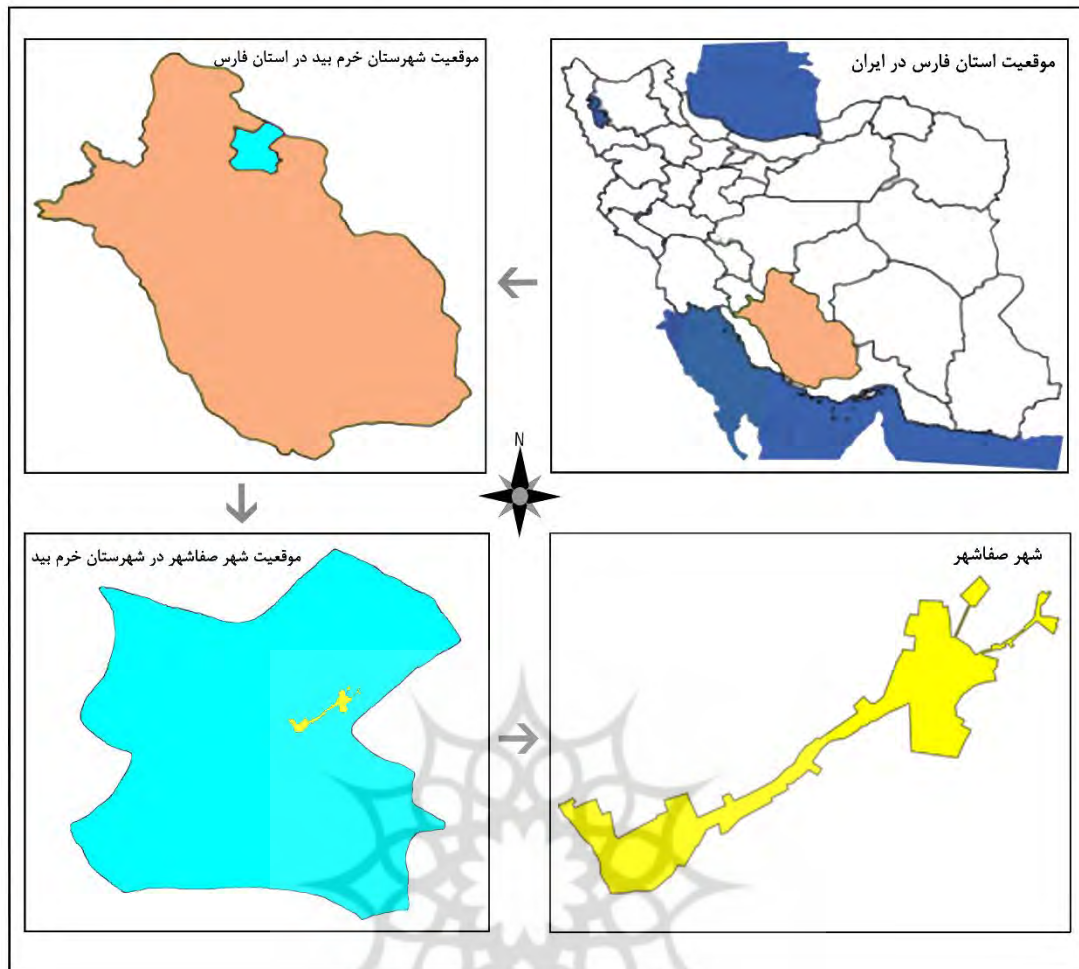 موقعیت استان فارس در ایران
موقعیت شهرستان خرم بید در استان فارس
N
موقعیت شهر صفاشهر در شهرستان خرم بید
شهر صفاشهر